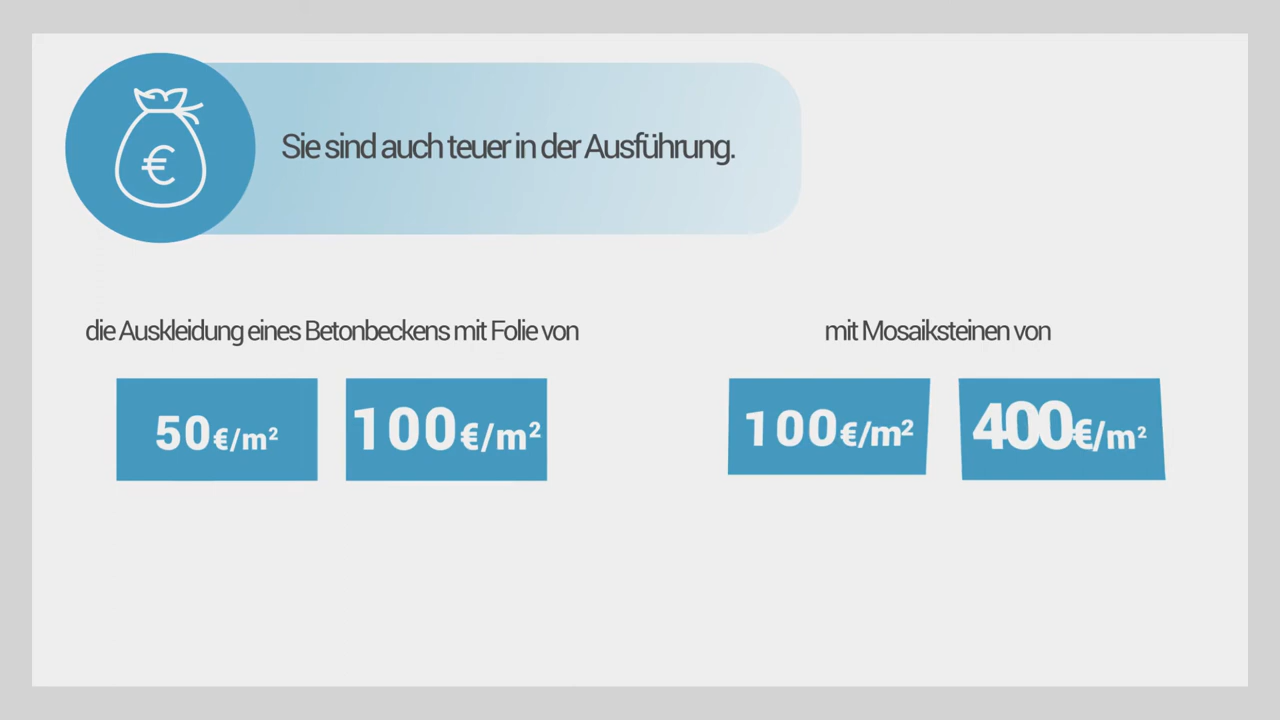 €
Sie sind auch teuer in der Ausführung.
die Auskleidung eines Betonbeckens mit Folie von
50€/m²
100€/m²
mit Mosaiksteinen von
100€/m²
400€/m²